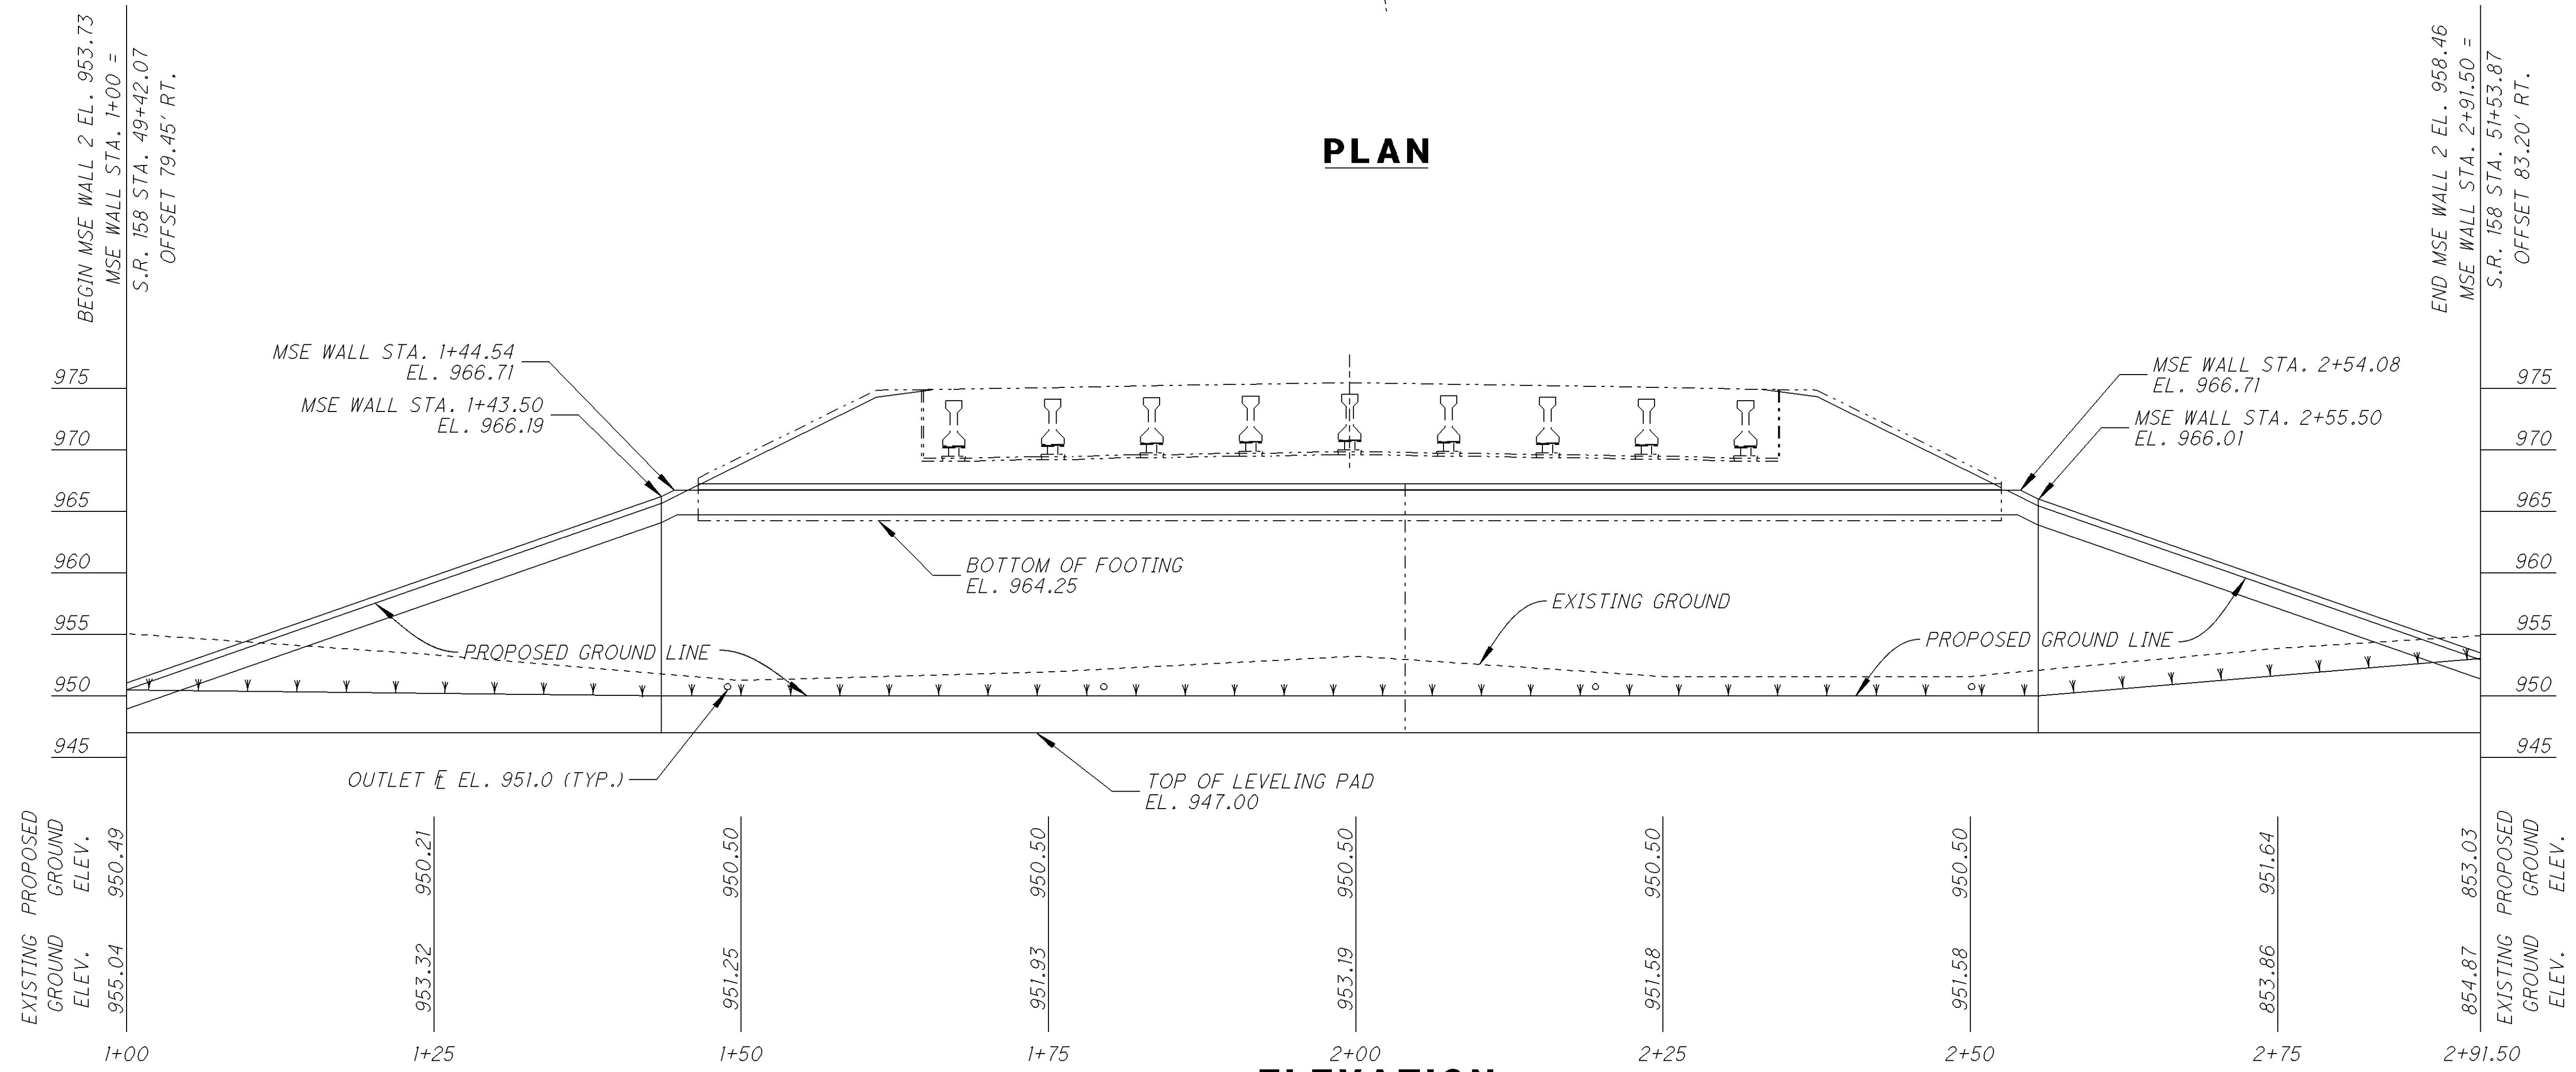 BEGIN MSE WALL 2 EL. 953.73
MSE WALL STA. 1+00 =
S.R. 158 STA. 49+42.07
OFFSET 79.45' RT.
END MSE WALL 2 EL. 958.46
MSE WALL STA. 2+91.50 =
S.R. 158 STA. 51+53.87
OFFSET 83.20' RT.
PLAN
MSE WALL STA. 1+44.54
EL. 966.71
MSE WALL STA. 1+43.50
EL. 966.19
MSE WALL STA. 2+54.08
EL. 966.71
MSE WALL STA. 2+55.50
EL. 966.01
975
970
965
960
955
950
945
975
970
965
960
955
950
945
BOTTOM OF FOOTING
EL. 964.25
EXISTING GROUND
PROPOSED GROUND LINE
PROPOSED GROUND LINE
OUTLET FL EL. 951.0 (TYP.)
TOP OF LEVELING PAD
EL. 947.00
PROPOSED
GROUND
ELEV.
950.49
950.21
950.50
950.50
950.50
950.50
950.50
951.64
853.03
PROPOSED
GROUND
ELEV.
EXISTING
GROUND
ELEV.
955.04
953.32
951.25
951.93
953.19
951.58
951.58
853.86
854.87
EXISTING
GROUND
ELEV.
1+00
1+25
1+50
1+75
2+00
2+25
2+50
2+75
2+91.50
ELEVATION